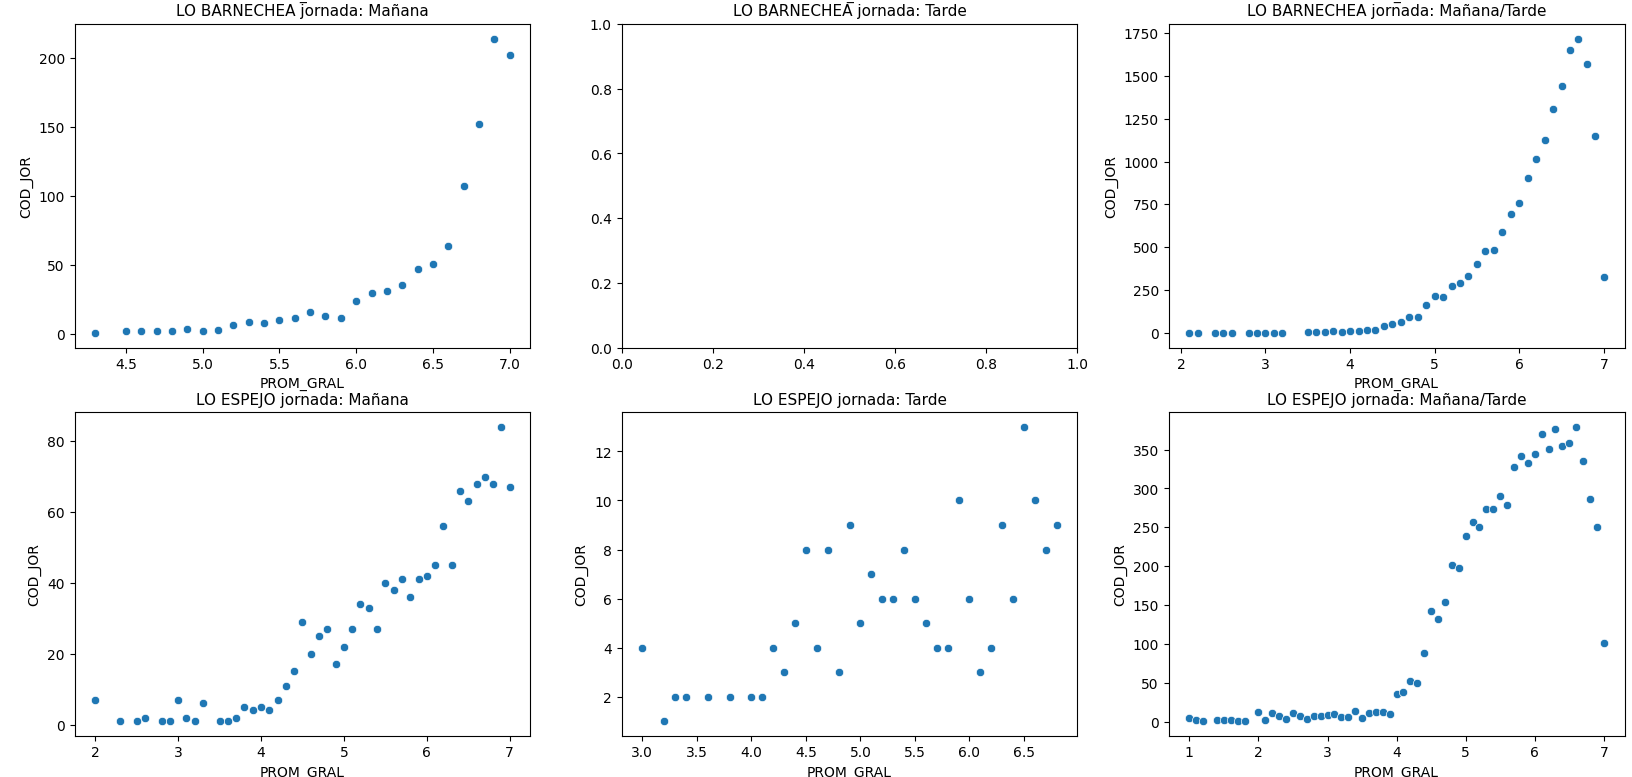 LO BARNECHEA jornada: Mañana
200
150
100
50
0
4.5 5.0 5.5 6.0 6.5 7.0
COD_JOR
PROM_GRAL
LO BARNECHEA jornada: Tarde
1.0
0.8
0.6
0.4
0.2
0.0
0.0 0.2 0.4 0.6 0.8 1.0
LO BARNECHEA jornada: Mañana/Tarde
1750
1500
1250
1000
750
500
250
0
2 3 4 5 6 7
COD_JOR
PROM_GRAL
LO ESPEJO jornada: Mañana
80
60
40
20
0
2 3 4 5 6 7
COD_JOR
PROM_GRAL
LO ESPEJO jornada: Tarde
12
10
8
6
4
2
3.0 3.5 4.0 4.5 5.0 5.5 6.0 6.5
COD_JOR
PROM_GRAL
LO ESPEJO jornada: Mañana/Tarde
350
300
250
200
150
100
50
0
1 2 3 4 5 6 7
COD_JOR
PROM_GRAL